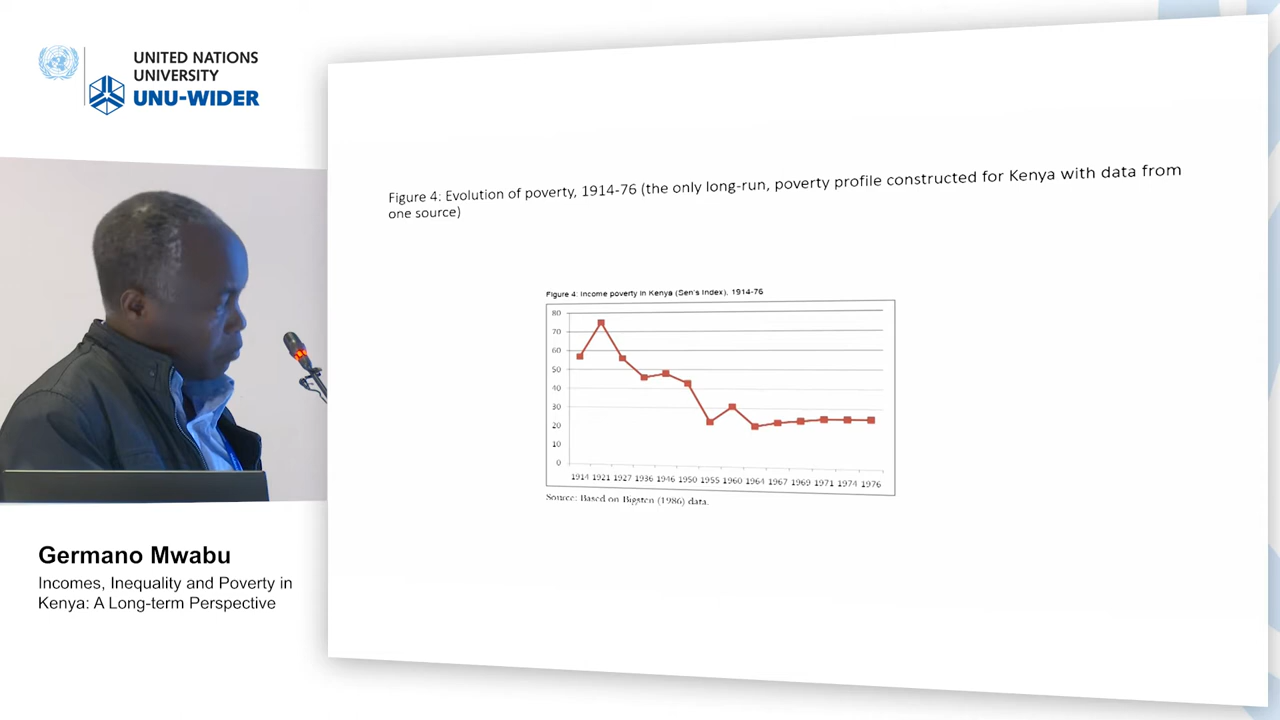 UNITED NATIONS
UNIVERSITY
UNU-WIDER
Figure 4: Evolution of poverty, 1914-76 (the only long-run, poverty profile constructed for Kenya with data from
one source)
Figure 4: Income poverty in Kenya (Sen's Index), 1914-76
80
70
60
50
40
30
20
10
0
1914 1921 1927 1936 1946 1950 1955 1960 1964 1967 1969 1971 1974 1976
Source: Based on Bigsten (1986) data.
Germano Mwabu
Incomes, Inequality and Poverty in
Kenya: A Long-term Perspective